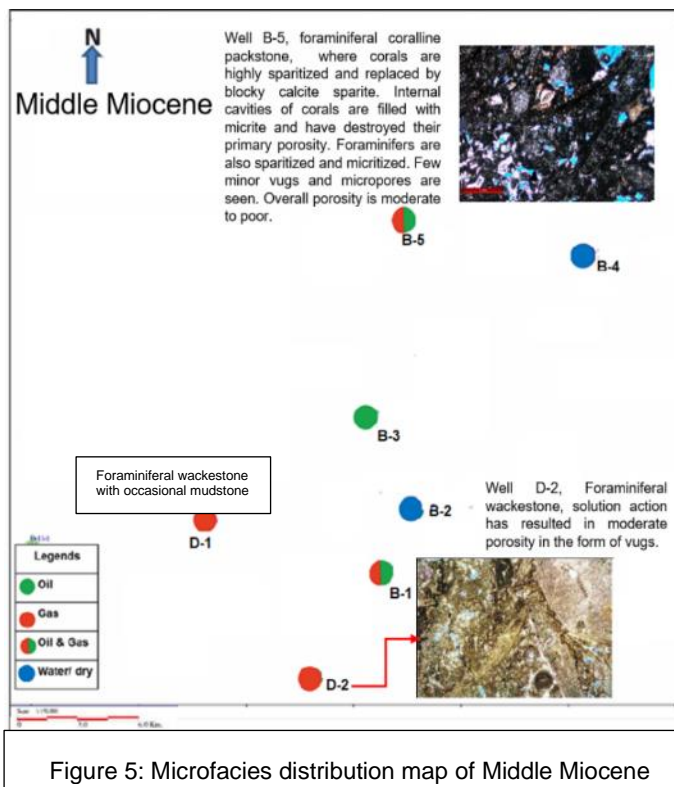 N
Middle Miocene
Well B-5, foraminiferal coralline
packstone, where corals are
highly sparitized and replaced by
blocky calcite sparite. Internal
cavities of corals are filled with
micrite and have destroyed their
primary porosity. Foraminifers are
also sparitized and micritized. Few
minor vugs and micropores are
seen. Overall porosity is moderate
to poor.
B-5
B-4
B-3
Foraminiferal wackestone
with occasional mudstone
D-1
B-2
Well D-2, Foraminiferal
wackestone, solution action
has resulted in moderate
porosity in the form of vugs.
Legends
Oil
Gas
Oil & Gas
Water/ dry
B-1
D-2
0
Figure 5: Microfacies distribution map of Middle Miocene